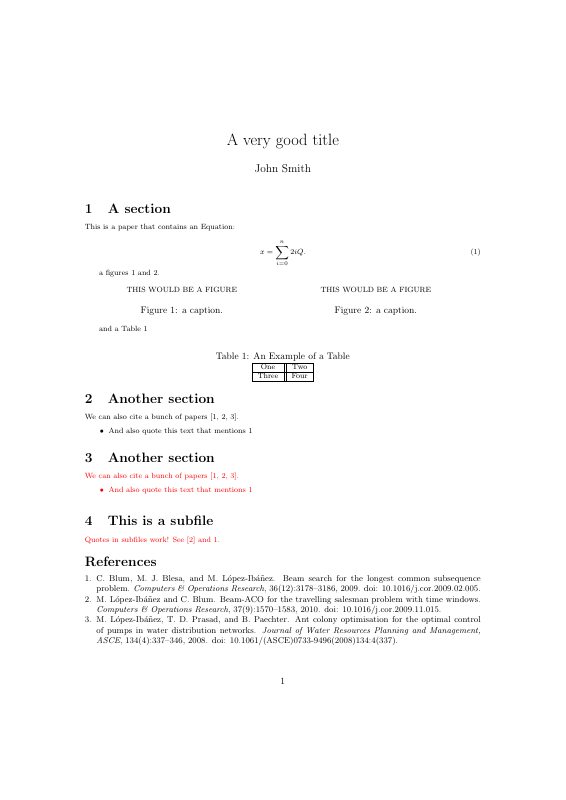 A very good title
John Smith
1 A section
This is a paper that contains an Equation:
x = ∑_{i=0}^{n} 2iQ. (1)
a figures 1 and 2.
THIS WOULD BE A FIGURE THIS WOULD BE A FIGURE
Figure 1: a caption. Figure 2: a caption.
and a Table 1
Table 1: An Example of a Table
One Two
Three Four
2 Another section
We can also cite a bunch of papers [1, 2, 3].
• And also quote this text that mentions 1
3 Another section
We can also cite a bunch of papers [1, 2, 3].
• And also quote this text that mentions 1
4 This is a subfile
Quotes in subfiles work! See [2] and 1.
References
1. C. Blum, M. J. Blesa, and M. López-Ibáñez. Beam search for the longest common subsequence
problem. Computers & Operations Research, 36(12):3178–3186, 2009. doi: 10.1016/j.cor.2009.02.005.
2. M. López-Ibáñez and C. Blum. Beam-ACO for the travelling salesman problem with time windows.
Computers & Operations Research, 37(9):1570–1583, 2010. doi: 10.1016/j.cor.2009.11.015.
3. M. López-Ibáñez, T. D. Prasad, and B. Paechter. Ant colony optimisation for the optimal control
of pumps in water distribution networks. Journal of Water Resources Planning and Management,
ASCE, 134(4):337–346, 2008. doi: 10.1061/(ASCE)0733-9496(2008)134:4(337).
1